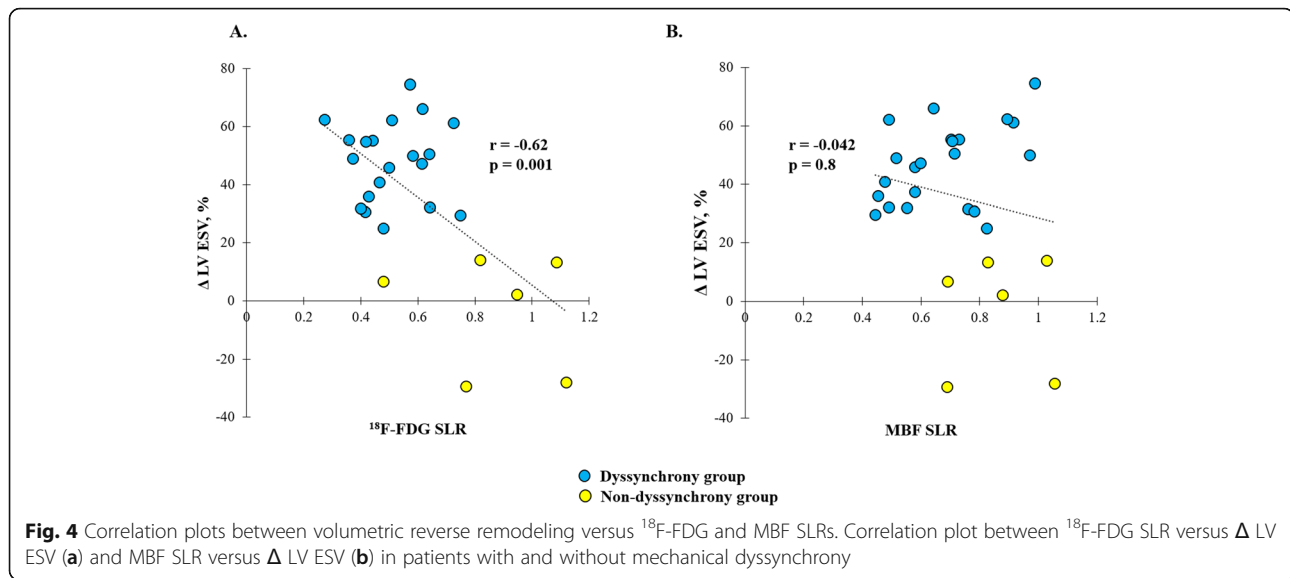 A.
B.
80
60
40
20
0
-20
-40
0
0.2
0.4
0.6
0.8
1
1.2
Δ LV ESV, %
r = -0.62
p = 0.001
¹⁸F-FDG SLR
80
60
40
20
0
-20
-40
0
0.2
0.4
0.6
0.8
1
1.2
Δ LV ESV, %
r = -0.042
p = 0.8
MBF SLR
Dyssynchrony group
Non-dyssynchrony group
Fig. 4 Correlation plots between volumetric reverse remodeling versus ¹⁸F-FDG and MBF SLRs. Correlation plot between ¹⁸F-FDG SLR versus Δ LV
ESV (a) and MBF SLR versus Δ LV ESV (b) in patients with and without mechanical dyssynchrony